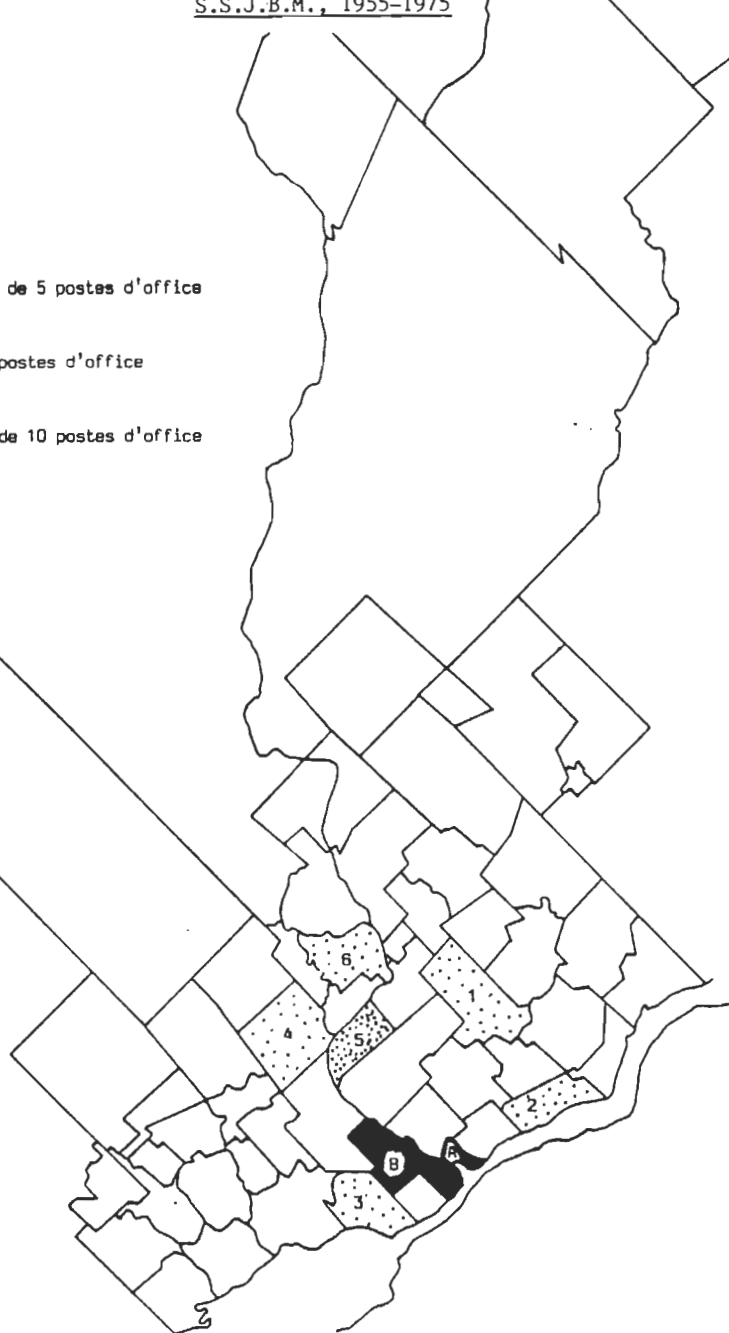 S.S.J.B.M., 1955-1975
de 5 postes d'office
postes d'office
de 10 postes d'office
6
1
4
5
2
A
B
3